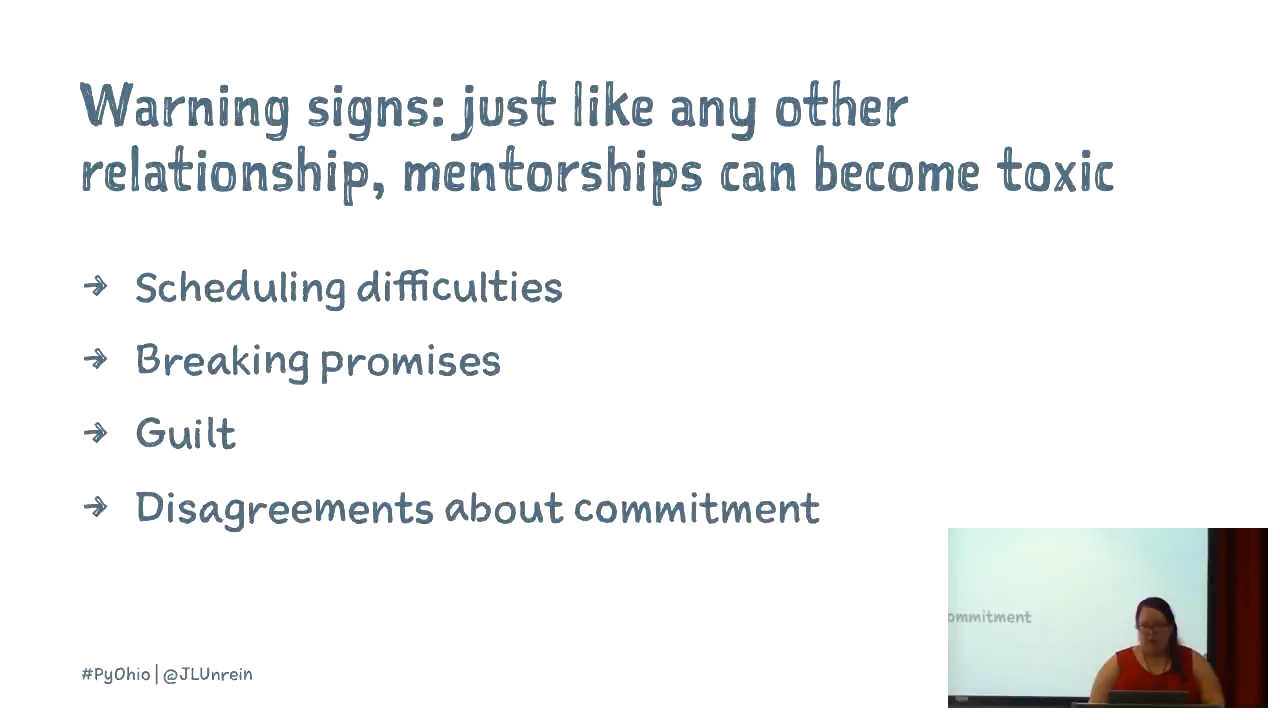 Warning signs: just like any other
relationship, mentorships can become toxic
→ Scheduling difficulties
→ Breaking promises
→ Guilt
→ Disagreements about commitment
ommitment
#PyOhio | @JLUnrein